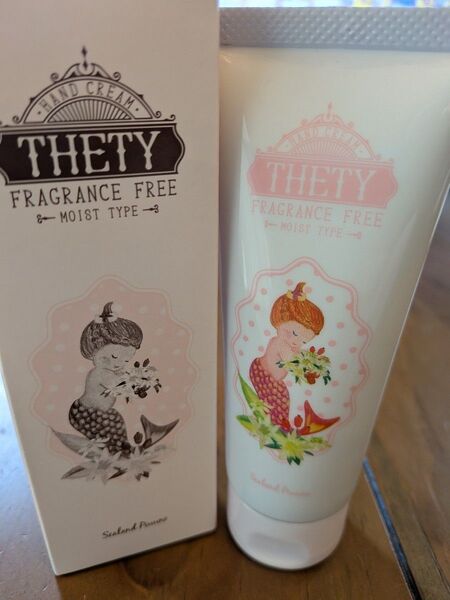 HAND CREAM
THETY
FRAGRANCE FREE
MOIST TYPE
HAND CREAM
THETY
FRAGRANCE FREE
MOIST TYPE